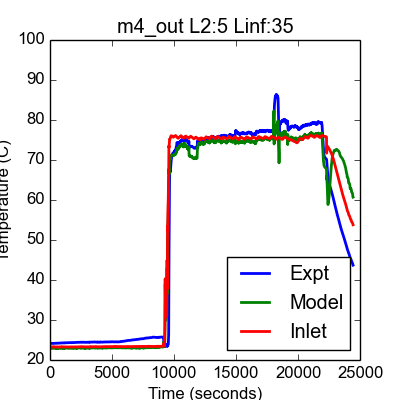 m4_out L2:5 Linf:35
100
90
80
70
60
50
40
30
20
Temperature (C)
Expt
Model
Inlet
0 5000 10000 15000 20000 25000
Time (seconds)